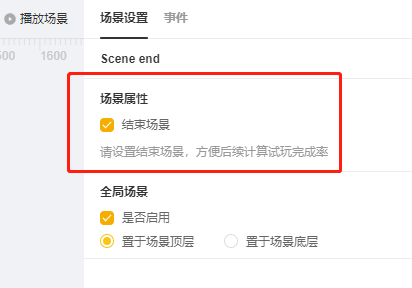 播放场景
场景设置 事件
500 1600
Scene end
场景属性
结束场景
请设置结束场景，方便后续计算试玩完成率
全局场景
是否启用
置于场景顶层 置于场景底层